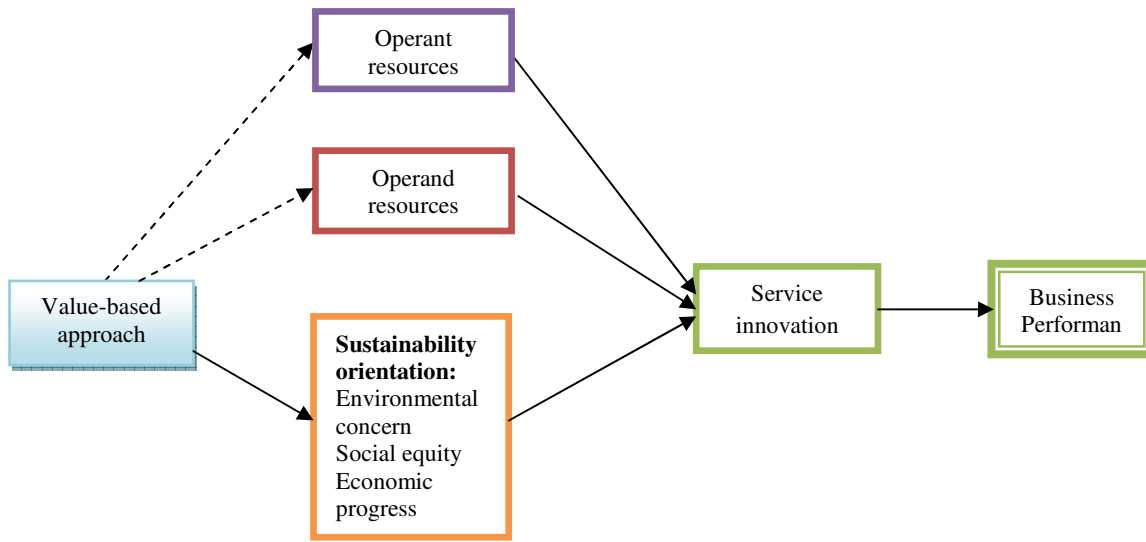 Operant
resources
Operand
resources
Value-based
approach
Sustainability
orientation:
Environmental
concern
Social equity
Economic
progress
Service
innovation
Business
Performan